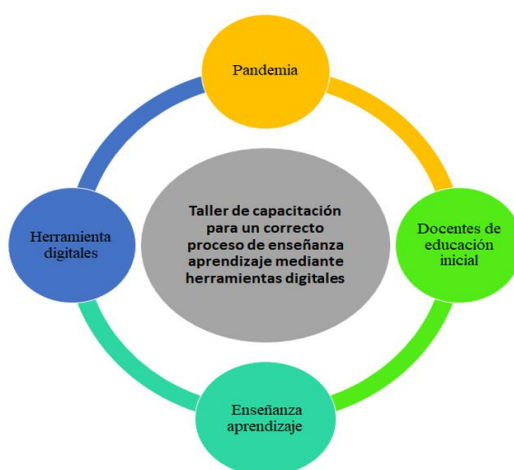 Pandemia
Taller de capacitación
para un correcto
proceso de enseñanza
aprendizaje mediante
herramientas digitales
Herramienta
digitales
Docentes de
educación
inicial
Enseñanza
aprendizaje